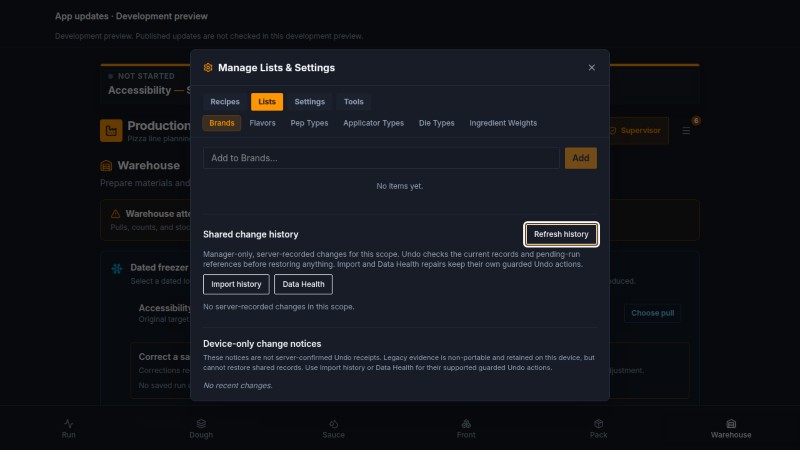 App updates · Development preview
Development preview. Published updates are not checked in this development preview.
NOT STARTED
Accessibility — S
Production
Pizza line plannin
Supervisor
6
Warehouse
Prepare materials and
Warehouse atte
Pulls, counts, and stoc
Dated freezer
Select a dated lo
duced.
Accessibility
Original target
Choose pull
Correct a sa
Corrections re
djustment.
No saved run
Manage Lists & Settings
Recipes
Lists
Settings
Tools
Brands
Flavors
Pep Types
Applicator Types
Die Types
Ingredient Weights
Add to Brands...
Add
No items yet.
Shared change history
Refresh history
Manager-only, server-recorded changes for this scope. Undo checks the current records and pending-run
references before restoring anything. Import and Data Health repairs keep their own guarded Undo actions.
Import history
Data Health
No server-recorded changes in this scope.
Device-only change notices
These notices are not server-confirmed Undo receipts. Legacy evidence is non-portable and retained on this device, but
cannot restore shared records. Use Import history or Data Health for their supported guarded Undo actions.
No recent changes.
Run
Dough
Sauce
Front
Pack
Warehouse